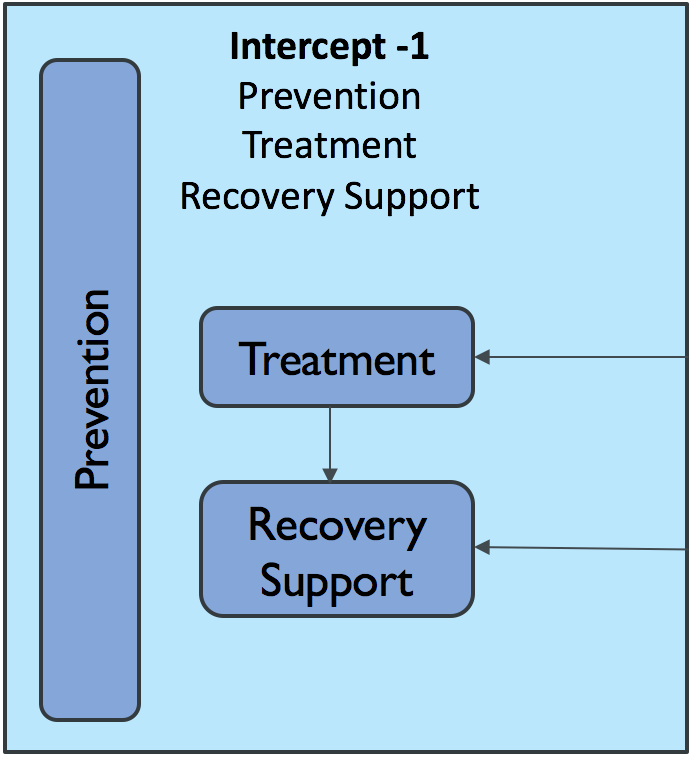 Intercept -1
Prevention
Treatment
Recovery Support
Prevention
Treatment
Recovery
Support